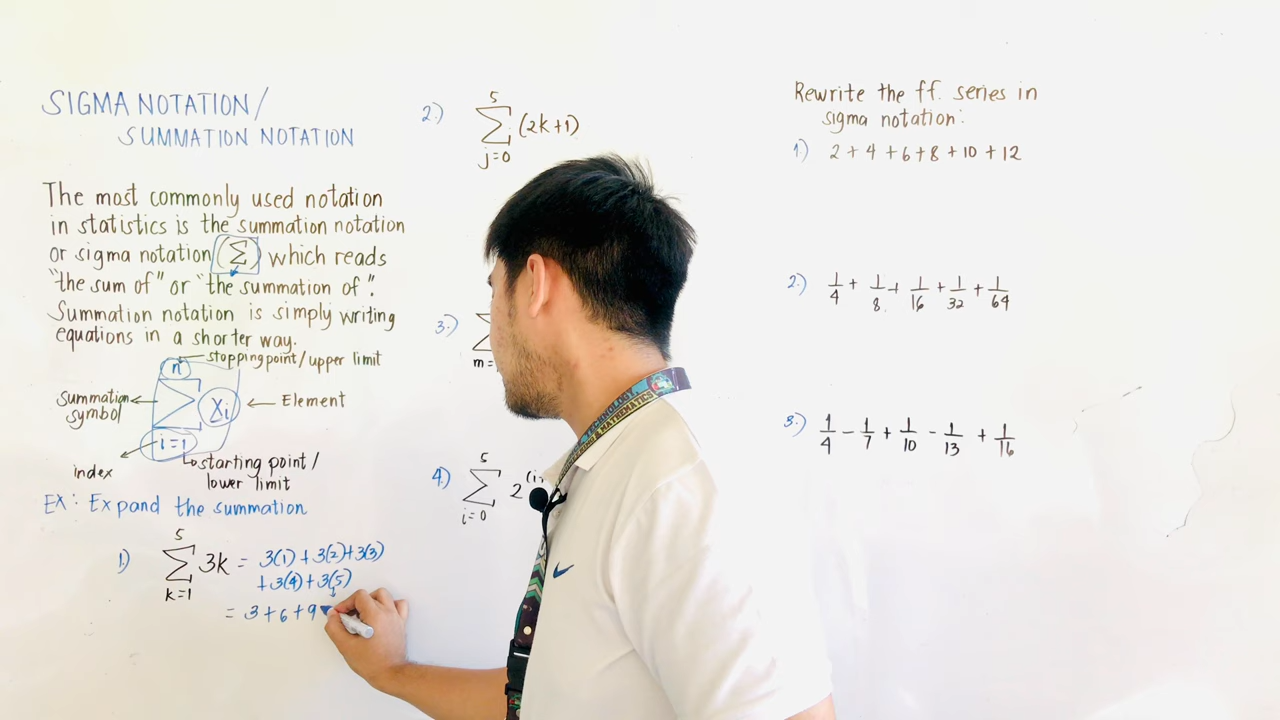 SIGMA NOTATION/
SUMMATION NOTATION
The most commonly used notation
in statistics is the summation notation
or sigma notation (Σ) which reads
"the sum of" or "the summation of".
Summation notation is simply writing
equations in a shorter way.
n ← stopping point/upper limit
Summation symbol ← Σ Xi ← Element
i=1
index
starting point/
lower limit
EX: Expand the summation
1.) 5
Σ 3k = 3(1) + 3(2) + 3(3)
k=1 + 3(4) + 3(5)
= 3 + 6 + 9
2.) 5
Σ (2k+1)
j=0
3.) Σ
m=
4.) 5
Σ 2
i=0
Rewrite the ff. series in
sigma notation:
1.) 2 + 4 + 6 + 8 + 10 + 12
2.) 1/4 + 1/8 + 1/16 + 1/32 + 1/64
3.) 1/4 − 1/7 + 1/10 − 1/13 + 1/16
TECHNOLOGY
& MATHEMATICS